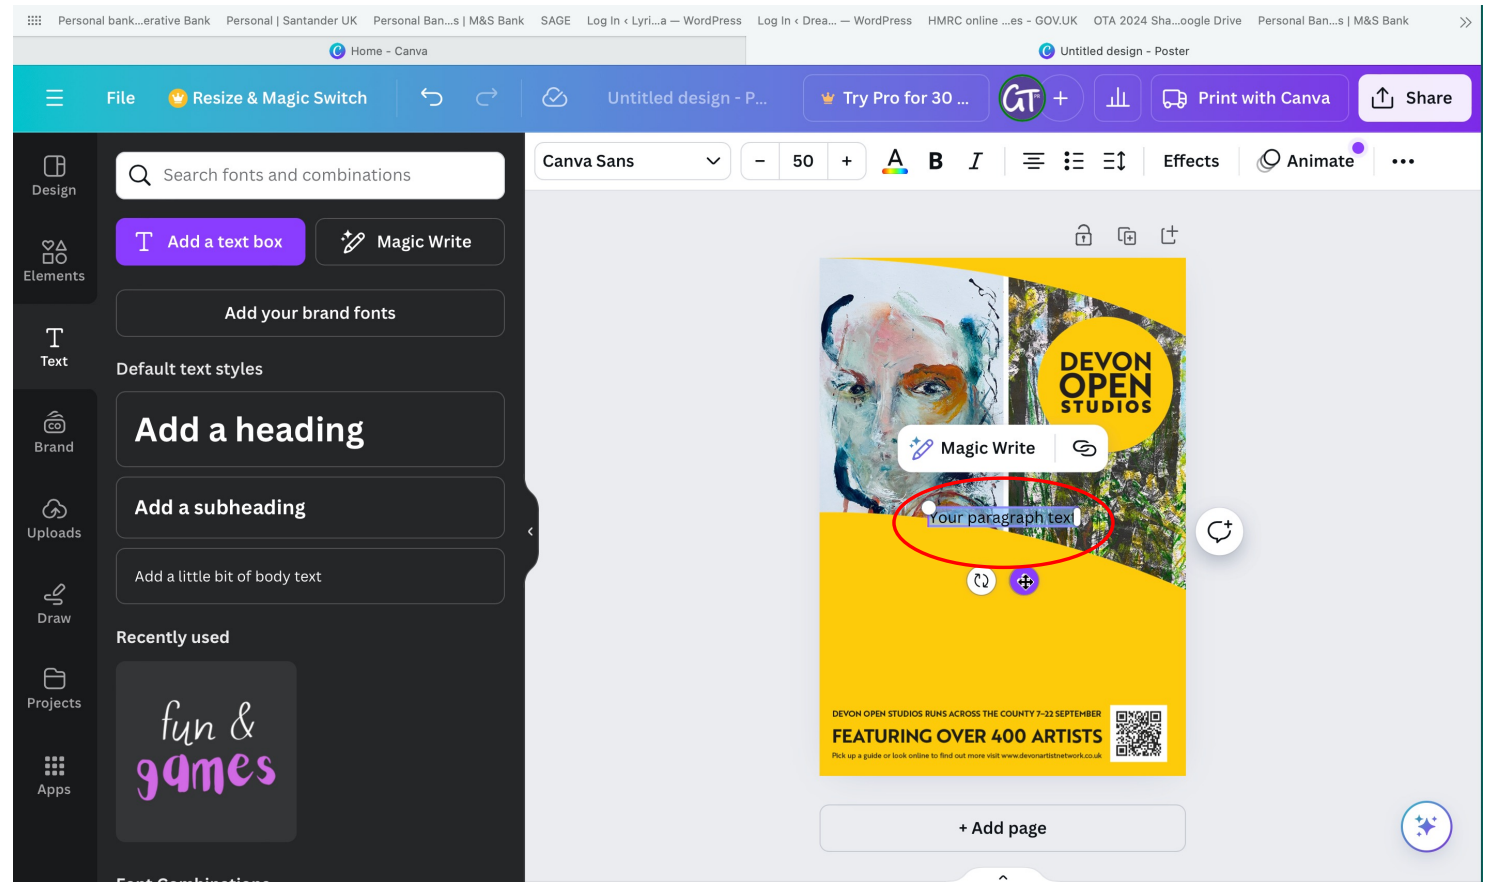 Personal bank...erative Bank Personal | Santander UK Personal Ban...s | M&S Bank SAGE Log In ‹ Lyri...a — WordPress Log In ‹ Drea... — WordPress HMRC online ...es - GOV.UK OTA 2024 Sha...oogle Drive Personal Ban...s | M&S Bank
Home - Canva
Untitled design - Poster
File Resize & Magic Switch Untitled design - P... Try Pro for 30 ... GT + Print with Canva Share
Design
Elements
Text
Brand
Uploads
Draw
Projects
Apps
Search fonts and combinations
Add a text box
Magic Write
Add your brand fonts
Default text styles
Add a heading
Add a subheading
Add a little bit of body text
Recently used
fun &
games
Font Combinations
Canva Sans – 50 + A B I Effects Animate
DEVON
OPEN
STUDIOS
Magic Write
Your paragraph text
DEVON OPEN STUDIOS RUNS ACROSS THE COUNTY 7–22 SEPTEMBER
FEATURING OVER 400 ARTISTS
Pick up a guide or look online to find out more visit www.devonartistnetwork.co.uk
+ Add page